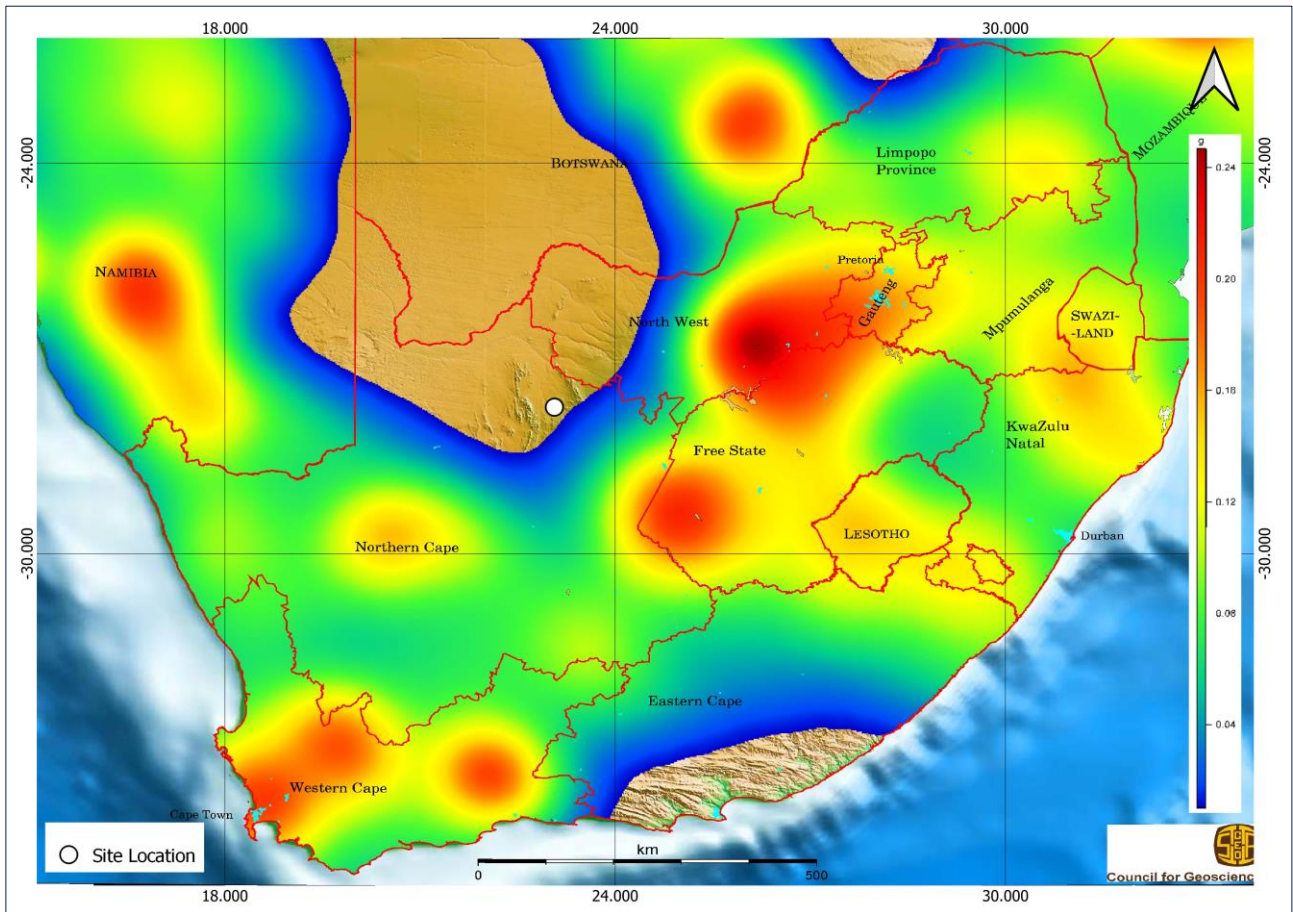 18.000
24.000
30.000
MOZAMBIQUE
g
-24.000
BOTSWANA
Limpopo
Province
-24.000
0.24
NAMIBIA
Pretoria
Gauteng
Mpumulanga
0.20
North West
SWAZI-
-LAND
0.18
Free State
KwaZulu
Natal
0.12
Northern Cape
LESOTHO
Durban
-30.000
-30.000
0.08
Eastern Cape
0.04
Western Cape
Cape Town
Site Location
km
0
500
Council for Geoscienc
18.000
24.000
30.000